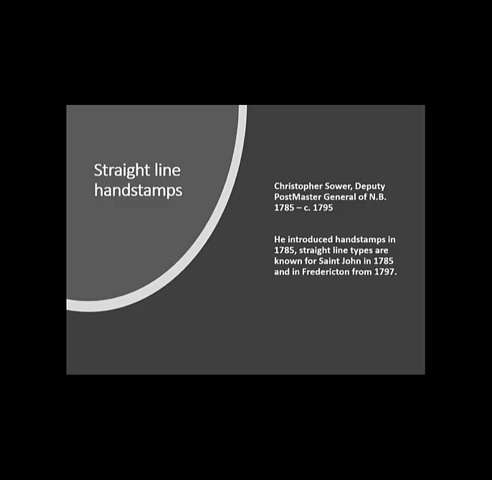 Straight line
handstamps
Christopher Sower, Deputy
PostMaster General of N.B.
1785 – c. 1795
He introduced handstamps in
1785, straight line types are
known for Saint John in 1785
and in Fredericton from 1797.